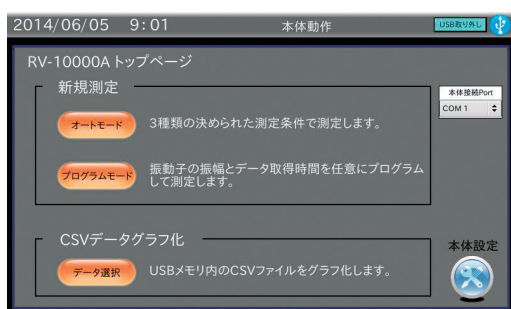 2014/06/05 9:01 本体動作 USB取り外し
RV-10000A トップページ
新規測定
本体接続Port
COM 1
オートモード 3種類の決められた測定条件で測定します。
プログラムモード 振動子の振幅とデータ取得時間を任意にプログラム
して測定します。
CSVデータグラフ化
本体設定
データ選択 USBメモリ内のCSVファイルをグラフ化します。